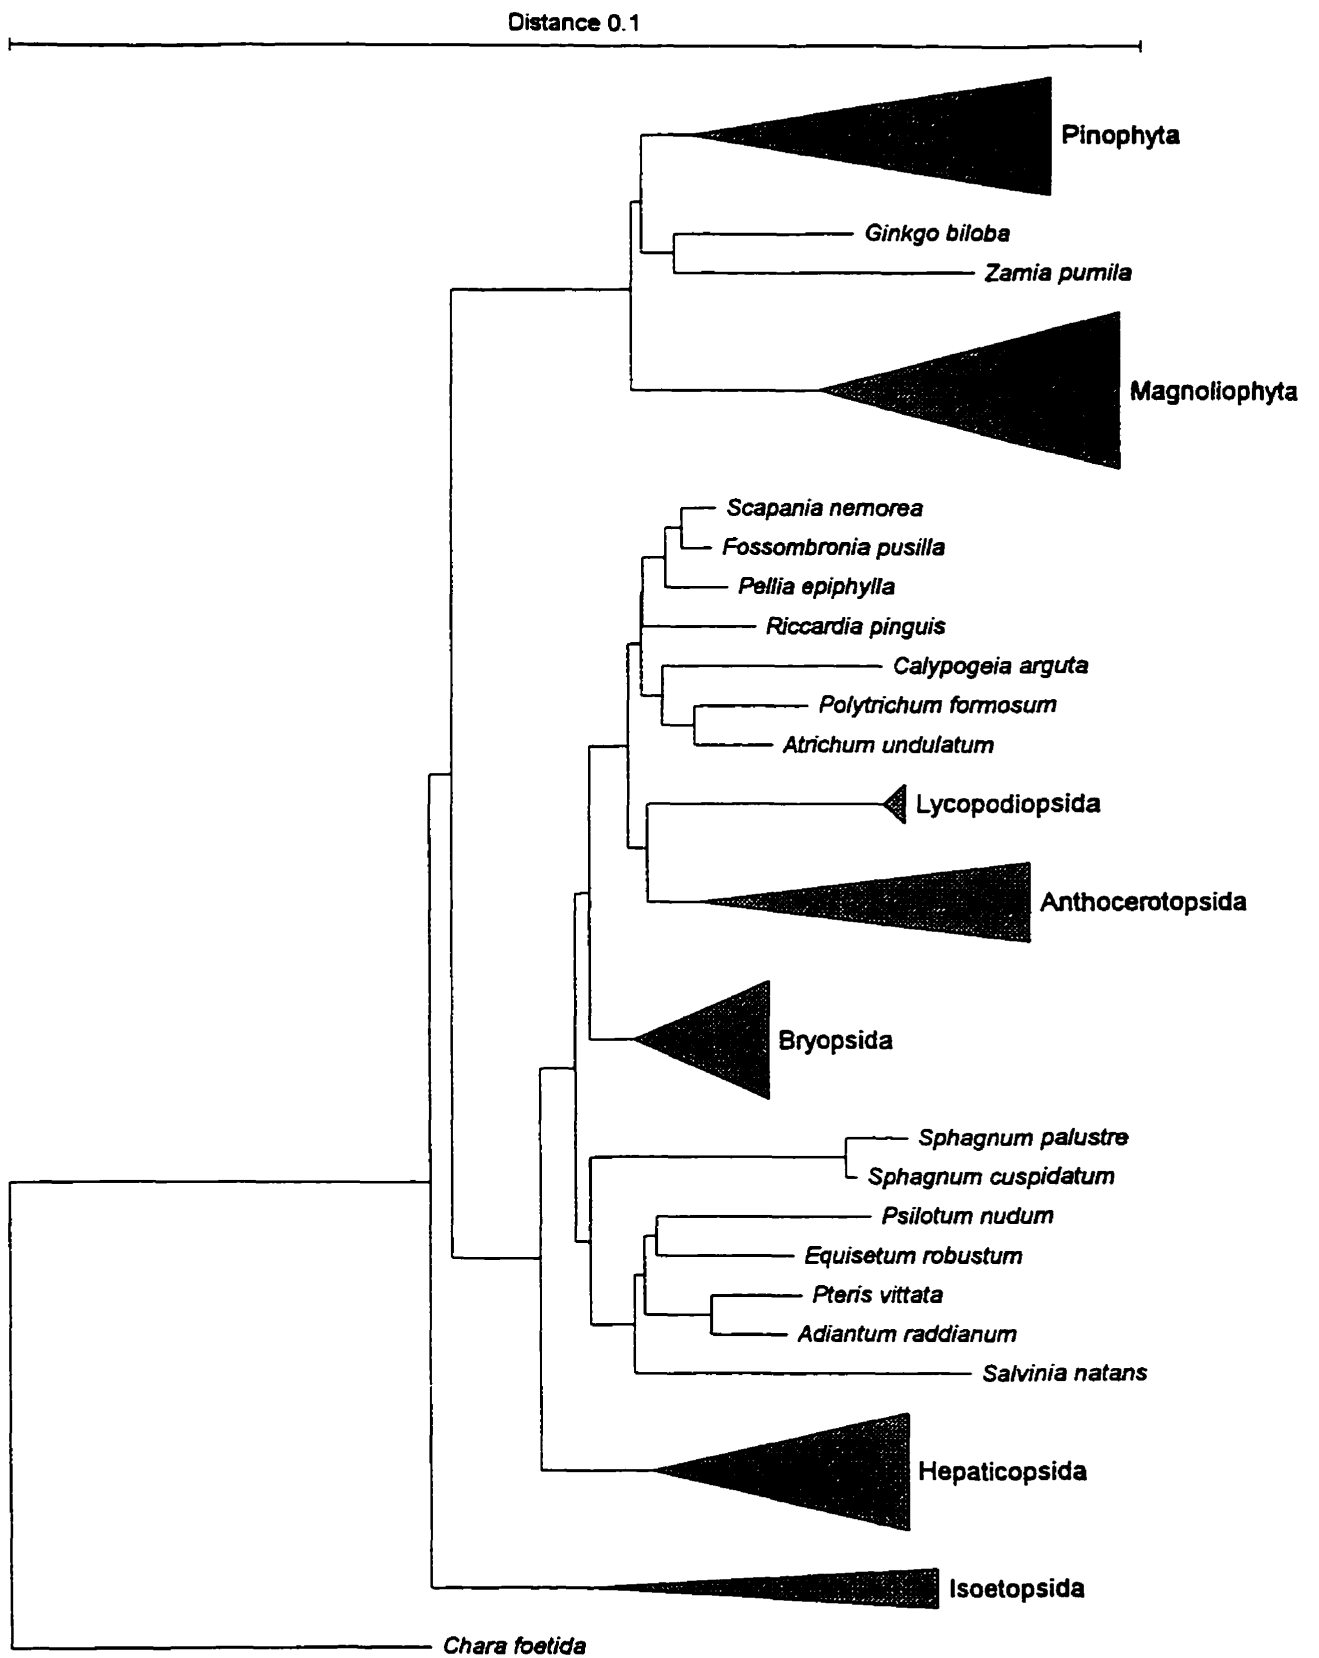 Distance 0.1
Pinophyta
Ginkgo biloba
Zamia pumila
Magnoliophyta
Scapania nemorea
Fossombronia pusilla
Pellia epiphylla
Riccardia pinguis
Calypogeia arguta
Polytrichum formosum
Atrichum undulatum
Lycopodiopsida
Anthocerotopsida
Bryopsida
Sphagnum palustre
Sphagnum cuspidatum
Psilotum nudum
Equisetum robustum
Pteris vittata
Adiantum raddianum
Salvinia natans
Hepaticopsida
Isoetopsida
Chara foetida